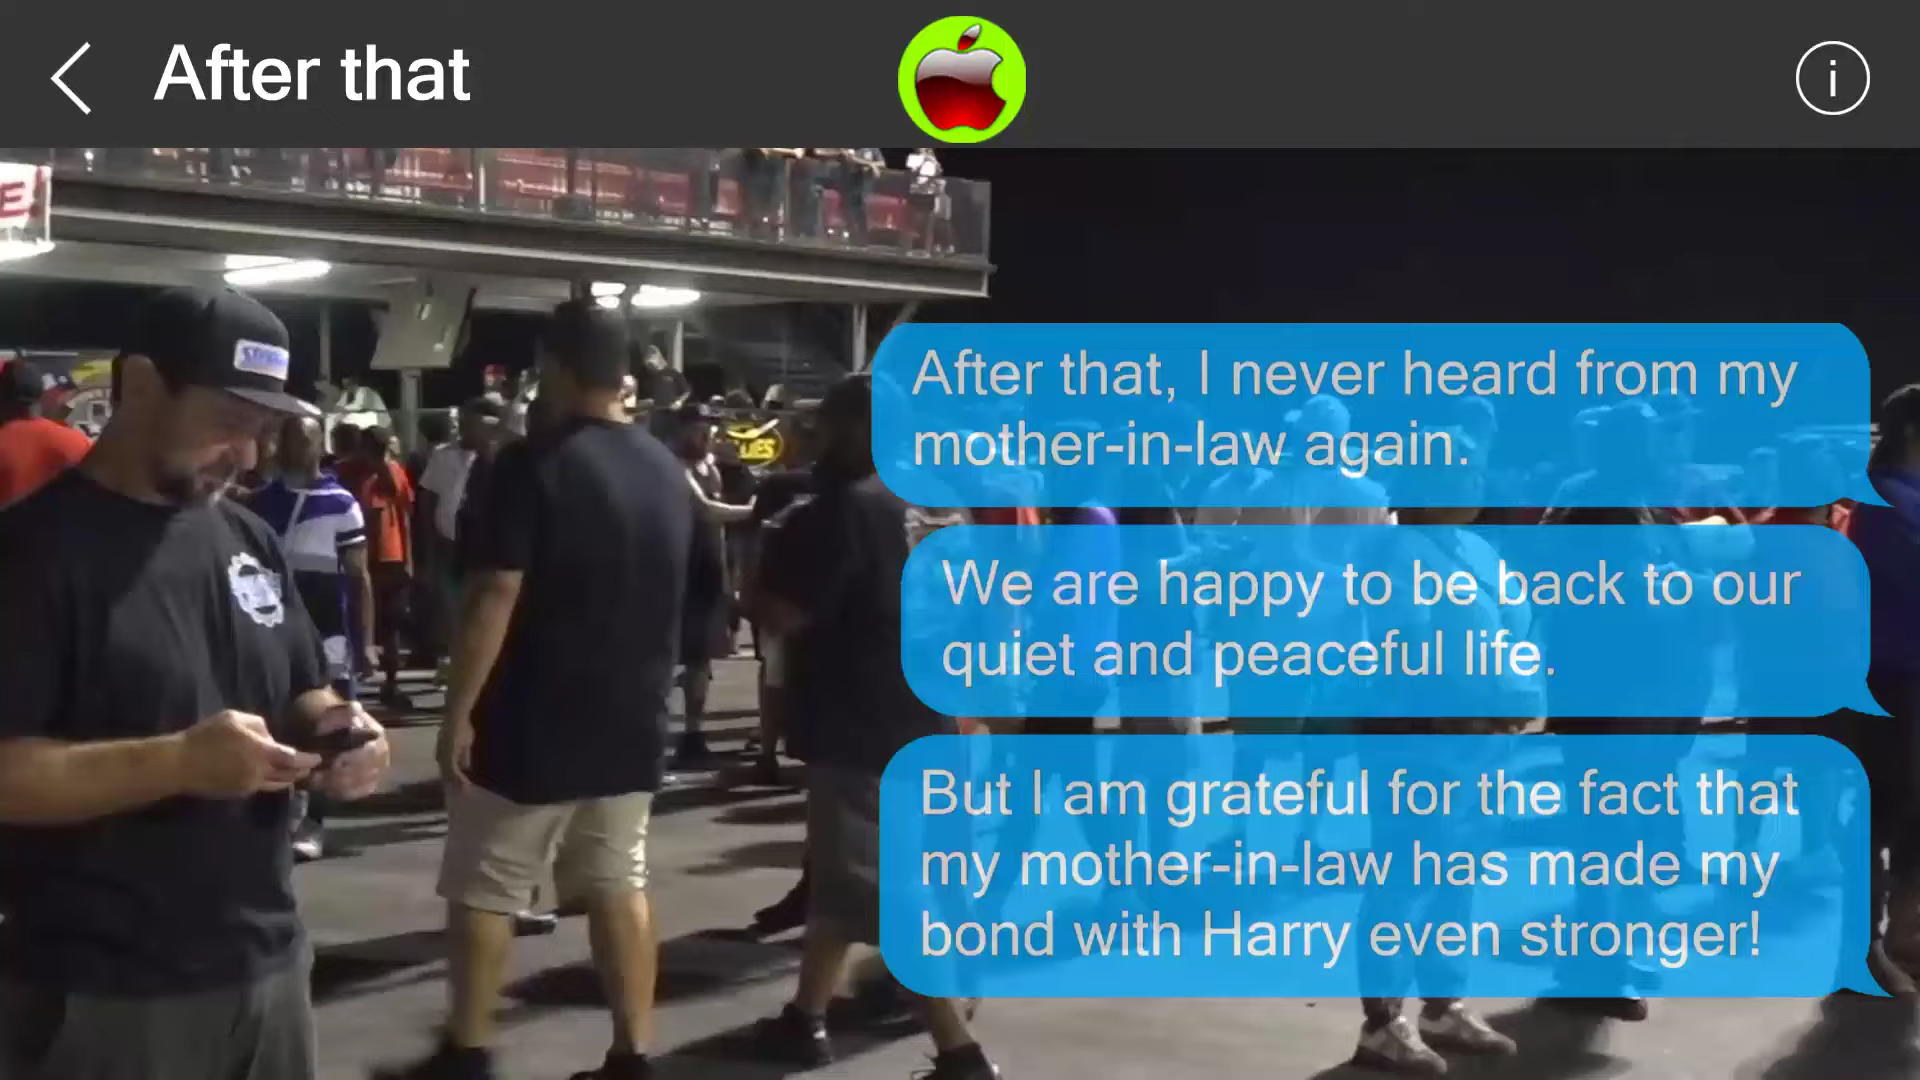 After that
E
After that, I never heard from my
mother-in-law again.
We are happy to be back to our
quiet and peaceful life.
But I am grateful for the fact that
my mother-in-law has made my
bond with Harry even stronger!